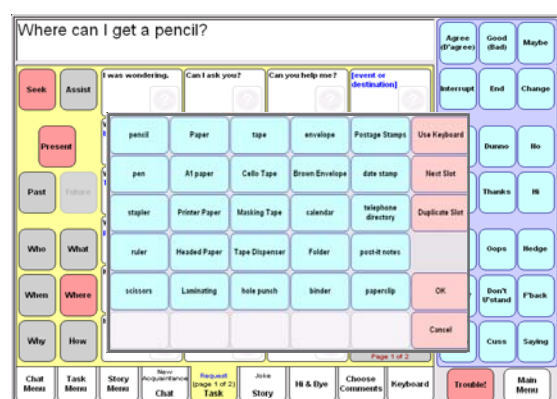 Where can I get a pencil?
Agree
(D'agree)
Good
(Bad)
Maybe
Seek
Assist
I was wondering,
Can I ask you?
Can you help me?
[event or
destination]
Interrupt
End
Change
pencil
Paper
tape
envelope
Postage Stamps
Use Keyboard
Present
Dunno
No
pen
A1 paper
Cello Tape
Brown Envelope
date stamp
Next Slot
Past
Future
Thanks
Hi
stapler
Printer Paper
Masking Tape
calendar
telephone
directory
Duplicate Slot
Who
What
Oops
Hedge
ruler
Headed Paper
Tape Dispenser
Folder
post-it notes
When
Where
scissors
Laminating
hole punch
binder
paperclip
OK
Don't
U'stand
f'back
Why
How
Cancel
Cuss
Saying
Page 1 of 2
Chat
Menu
Task
Menu
Story
Menu
New
Acquaintance
Chat
Request
(page 1 of 2)
Task
Joke
Story
Hi & Bye
Choose
Comments
Keyboard
Trouble!
Main
Menu